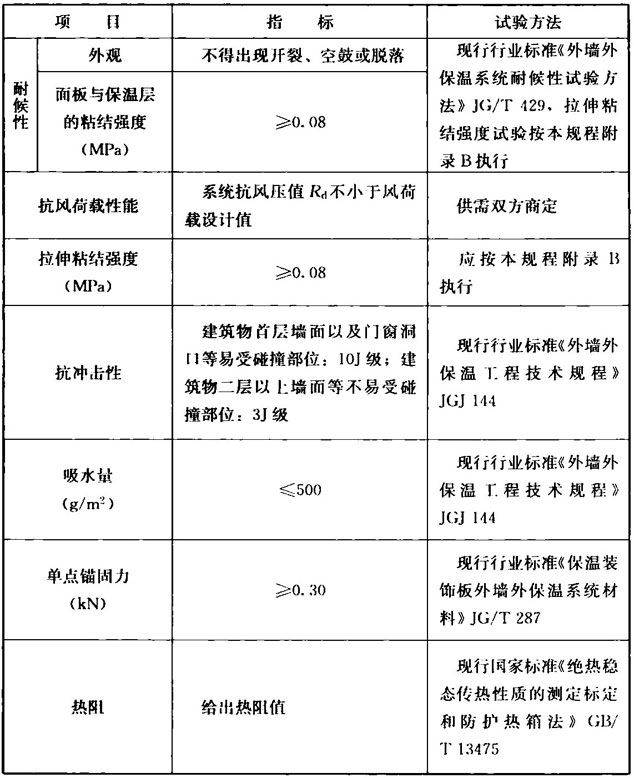 项 目
指 标
试验方法
耐候性
外观
不得出现开裂、空鼓或脱落
现行行业标准《外墙外
保温系统耐候性试验方
法》JG/T 429，拉伸粘
结强度试验按本规程附
录 B 执行
面板与保温层
的粘结强度
（MPa）
≥0.08
抗风荷载性能
系统抗风压值 Rd不小于风荷
载设计值
供需双方商定
拉伸粘结强度
（MPa）
≥0.08
应按本规程附录 B
执行
抗冲击性
建筑物首层墙面以及门窗洞
口等易受碰撞部位：10J 级；建
筑物二层以上墙面等不易受碰
撞部位：3J 级
现行行业标准《外墙外
保温工程技术规程》
JGJ 144
吸水量
（g/m²）
≤500
现行行业标准《外墙外
保温工程技术规程》
JGJ 144
单点锚固力
（kN）
≥0.30
现行行业标准《保温装
饰板外墙外保温系统材
料》JG/T 287
热阻
给出热阻值
现行国家标准《绝热稳
态传热性质的测定标定
和防护热箱法》GB/
T 13475